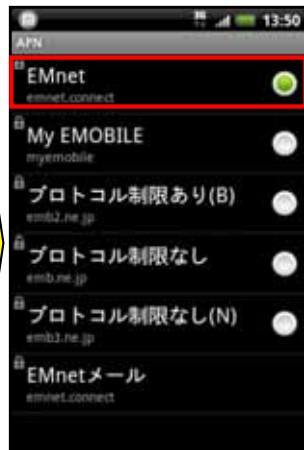 13:50
APN
EMnet
emnet.connect
My EMOBILE
myemobile
プロトコル制限あり(B)
emb2.ne.jp
プロトコル制限なし
emb.ne.jp
プロトコル制限なし(N)
emb3.ne.jp
EMnetメール
emnet.connect